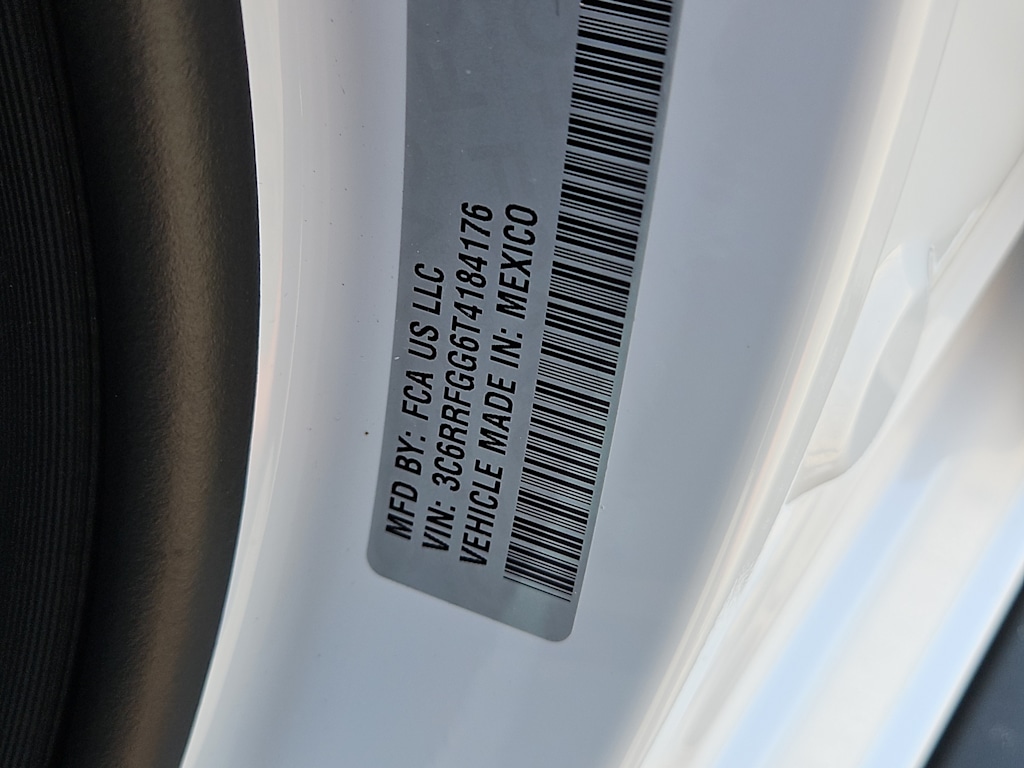 MFD BY: FCA US LLC
VIN: 3C6RRFGG6T4184176
VEHICLE MADE IN: MEXICO